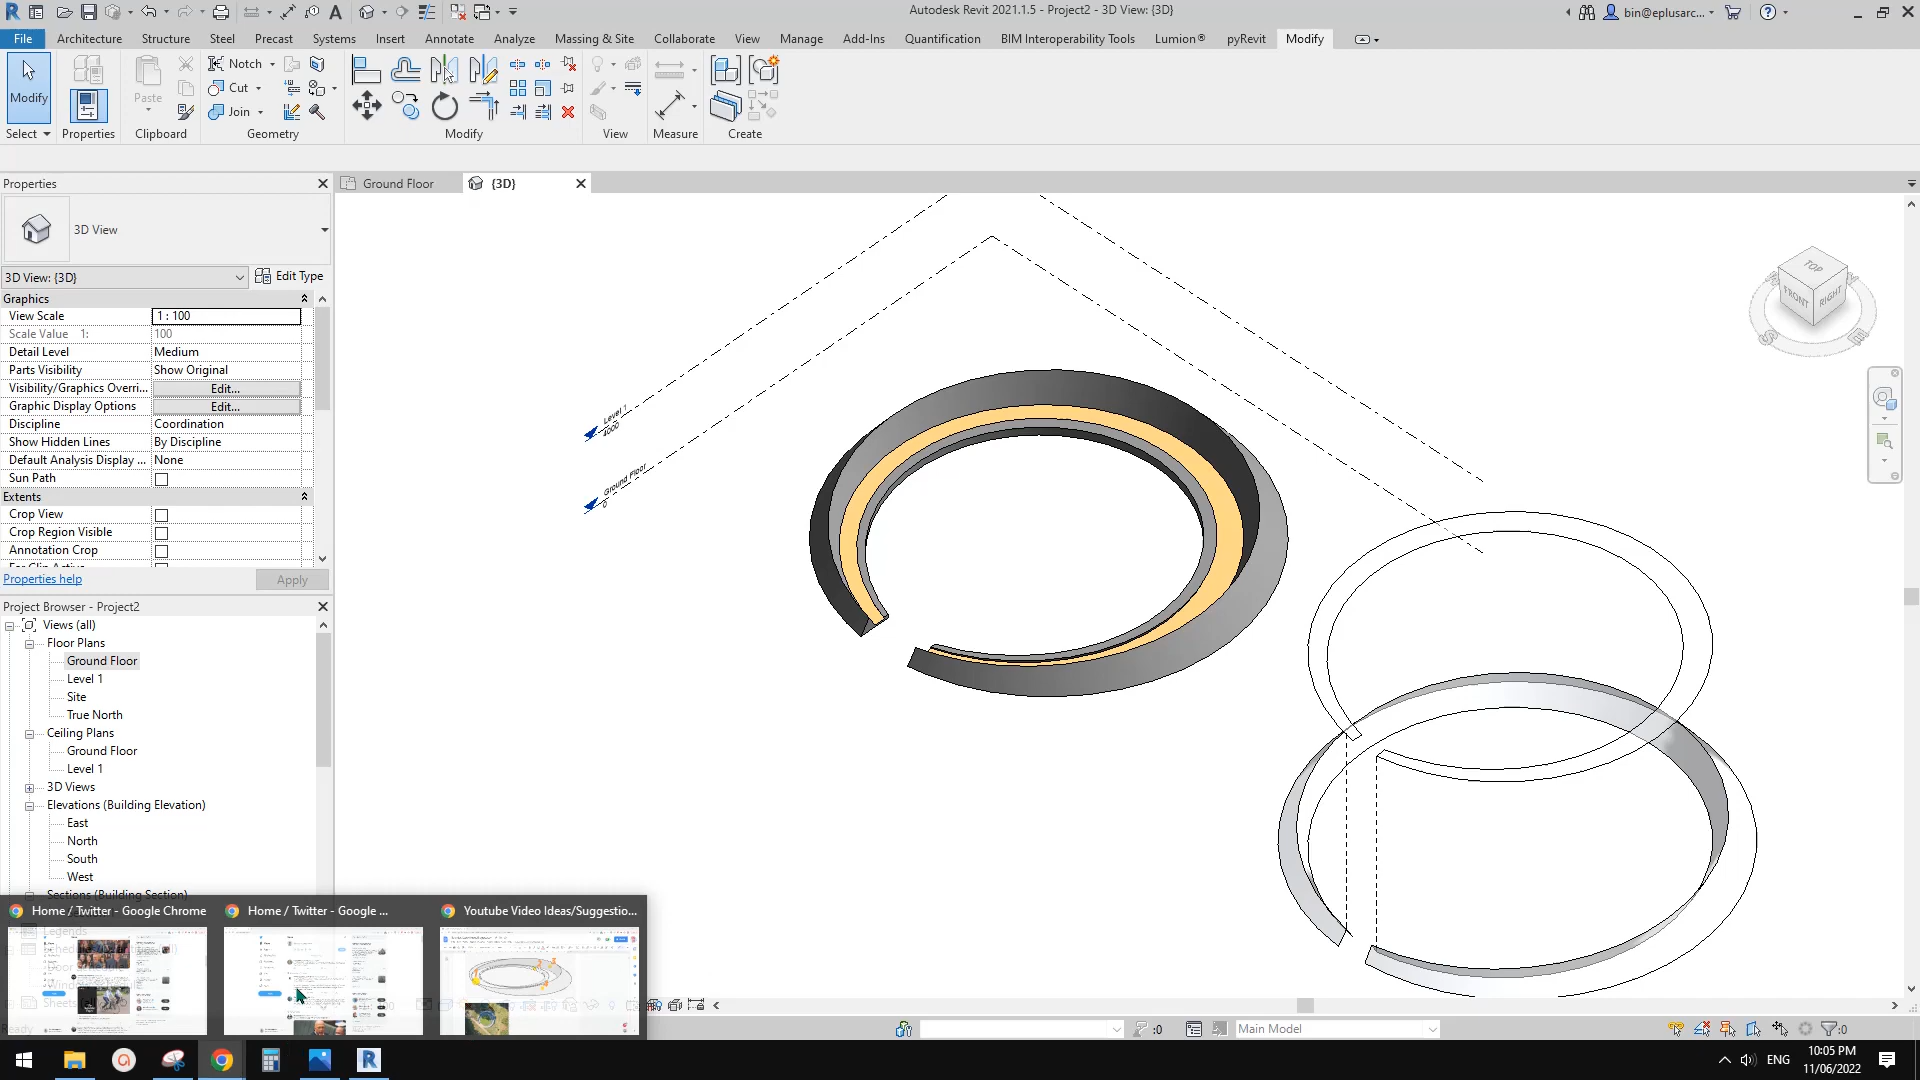 Autodesk Revit 2021.1.5 - Project2 - 3D View: {3D}
bin@eplusarc...
File Architecture Structure Steel Precast Systems Insert Annotate Analyze Massing & Site Collaborate View Manage Add-Ins Quantification BIM Interoperability Tools Lumion® pyRevit Modify
Modify
Paste
Notch
Cut
Join
Select Properties Clipboard Geometry Modify View Measure Create
Properties
Ground Floor
{3D}
3D View
3D View: {3D}
Edit Type
Graphics
View Scale 1 : 100
Scale Value 1: 100
Detail Level Medium
Parts Visibility Show Original
Visibility/Graphics Overri... Edit...
Graphic Display Options Edit...
Discipline Coordination
Show Hidden Lines By Discipline
Default Analysis Display ... None
Sun Path
Extents
Crop View
Crop Region Visible
Annotation Crop
Properties help
Apply
Project Browser - Project2
Views (all)
Floor Plans
Ground Floor
Level 1
Site
True North
Ceiling Plans
Ground Floor
Level 1
3D Views
Elevations (Building Elevation)
East
North
South
West
Sections (Building Section)
Legends
Level 1
4000
Ground Floor
0
TOP
FRONT
RIGHT
S
E
Home / Twitter - Google Chrome
Home / Twitter - Google ...
Youtube Video Ideas/Suggestio...
Ready
:0
Main Model
:0
ENG
10:05 PM
11/06/2022